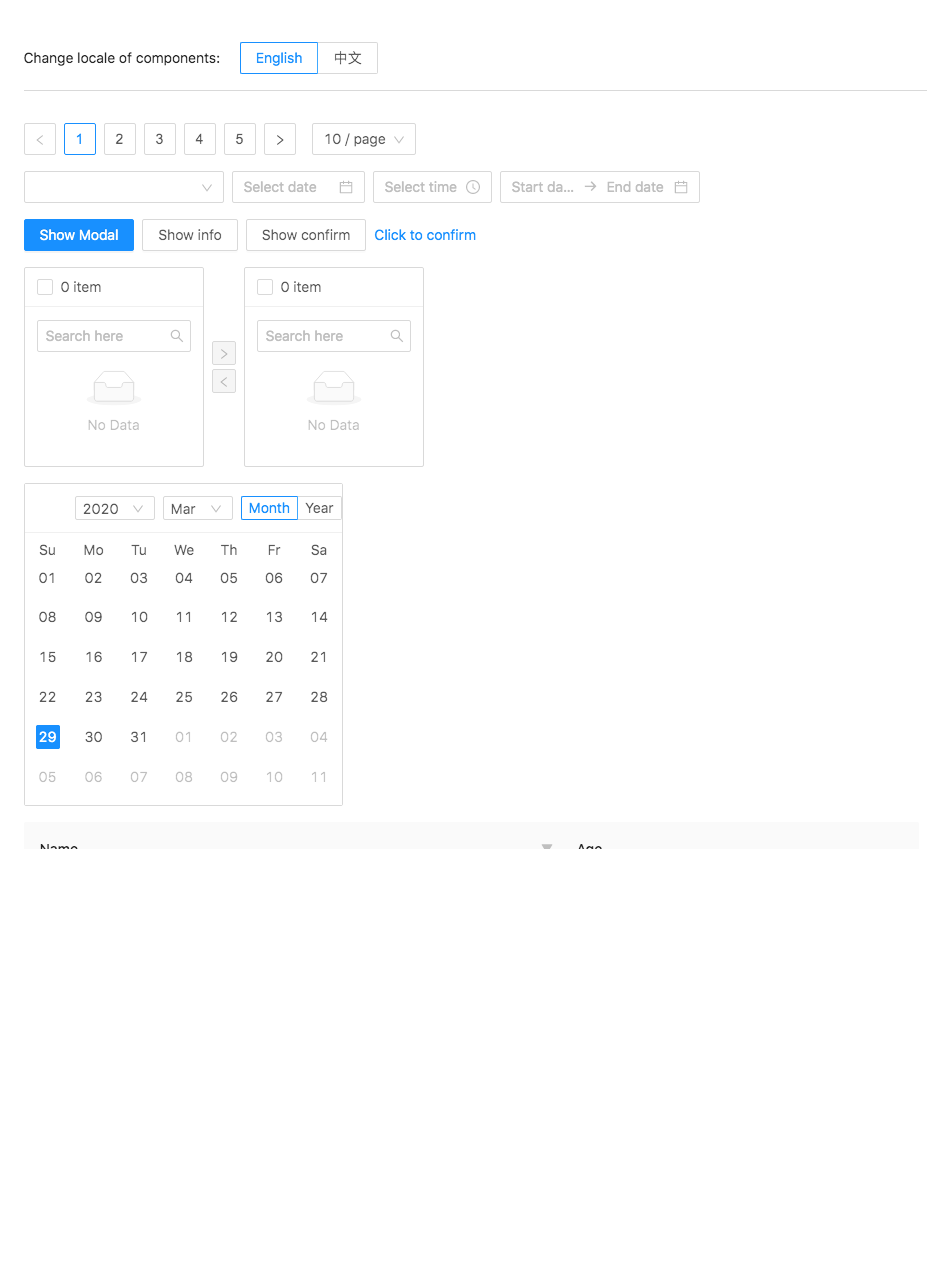 Change locale of components: English 中文
1 2 3 4 5 10 / page
Select date Select time Start da... End date
Show Modal Show info Show confirm Click to confirm
0 item 0 item
Search here Search here
No Data No Data
2020 Mar Month Year
Su Mo Tu We Th Fr Sa
01 02 03 04 05 06 07
08 09 10 11 12 13 14
15 16 17 18 19 20 21
22 23 24 25 26 27 28
29 30 31 01 02 03 04
05 06 07 08 09 10 11
Name Age